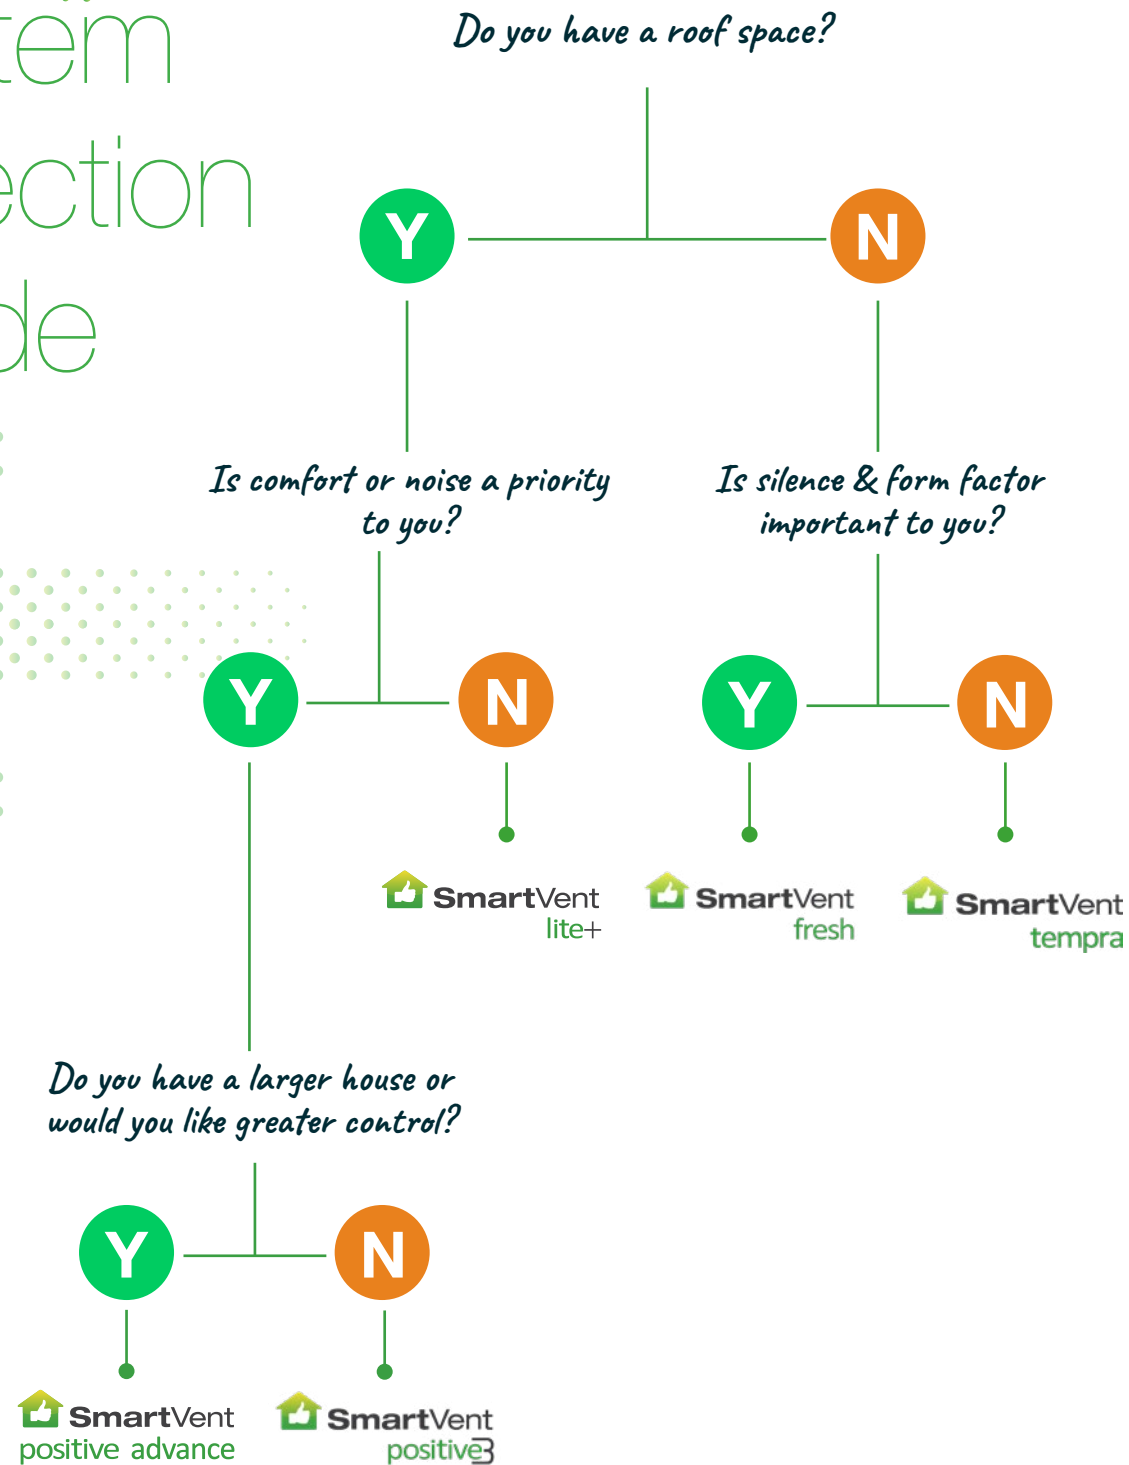 tëm
ection
de
Do you have a roof space?
Y
N
Is comfort or noise a priority
to you?
Is silence & form factor
important to you?
Y
N
Y
N
SmartVent
lite+
SmartVent
fresh
SmartVent
tempra
Do you have a larger house or
would you like greater control?
Y
N
SmartVent
positive advance
SmartVent
positive3